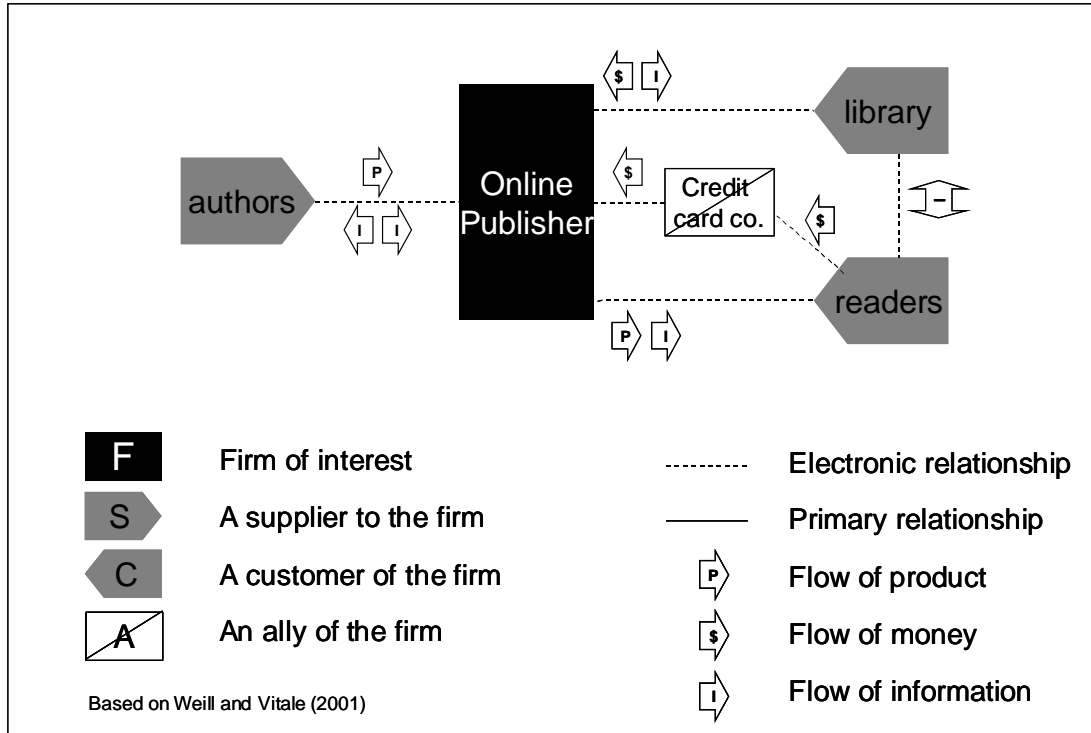 $ I
library
P
authors
I I
Online
Publisher
$
Credit
card co.
$
I
readers
P I
F Firm of interest
S A supplier to the firm
C A customer of the firm
A An ally of the firm
Based on Weill and Vitale (2001)
Electronic relationship
Primary relationship
P Flow of product
$ Flow of money
I Flow of information